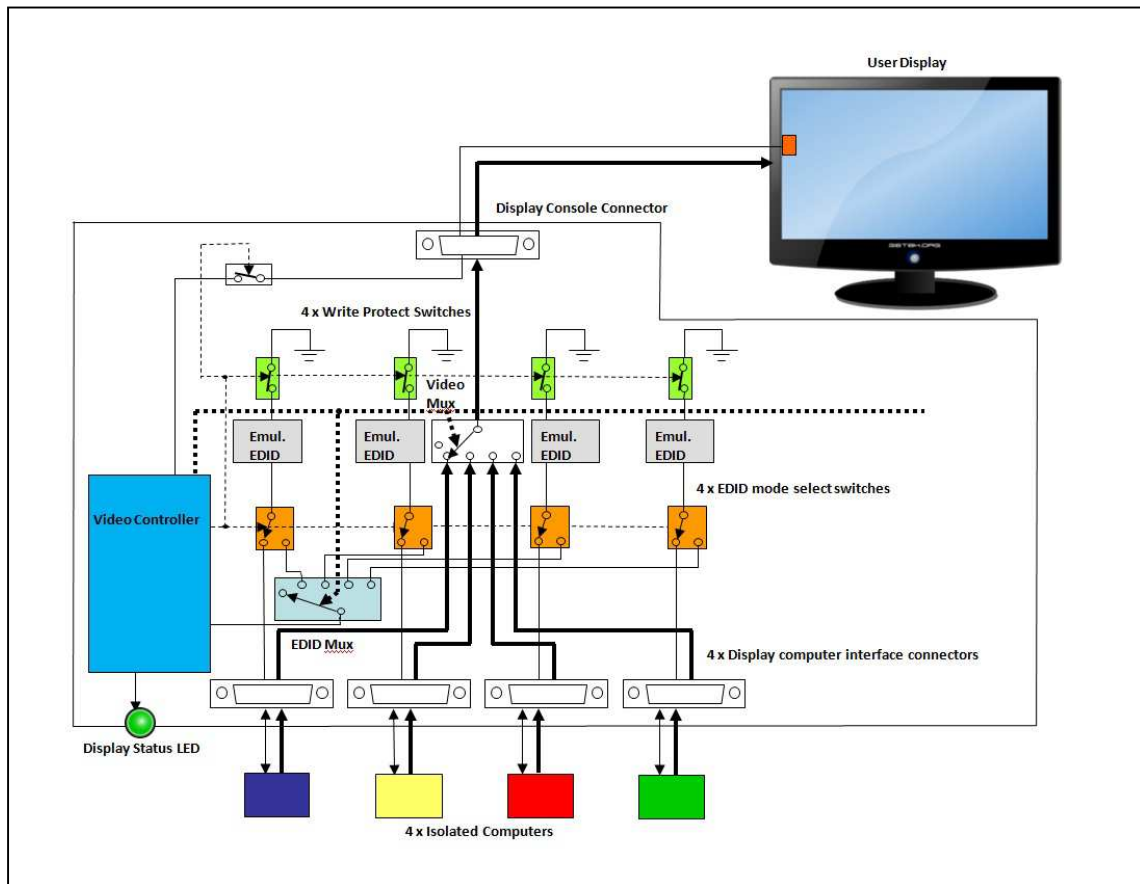 User Display
GETEK.ORG
Display Console Connector
4 x Write Protect Switches
Video
Mux
Emul.
EDID
Emul.
EDID
Emul.
EDID
Emul.
EDID
4 x EDID mode select switches
Video Controller
EDID Mux
4 x Display computer interface connectors
Display Status LED
4 x Isolated Computers